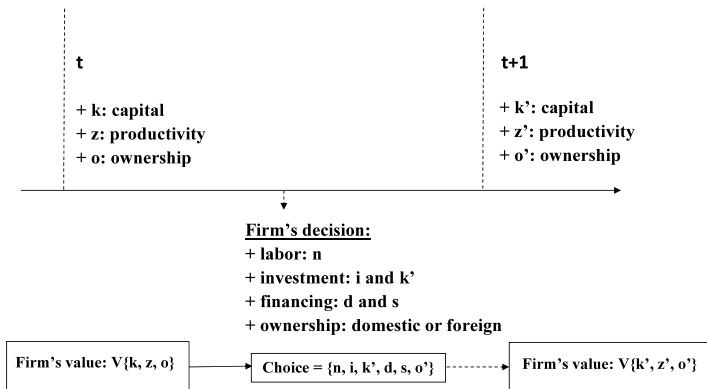 t
+ k: capital
+ z: productivity
+ o: ownership
t+1
+ k’: capital
+ z’: productivity
+ o’: ownership
Firm’s decision:
+ labor: n
+ investment: i and k’
+ financing: d and s
+ ownership: domestic or foreign
Firm’s value: V{k, z, o}
Choice = {n, i, k’, d, s, o’}
Firm’s value: V{k’, z’, o’}